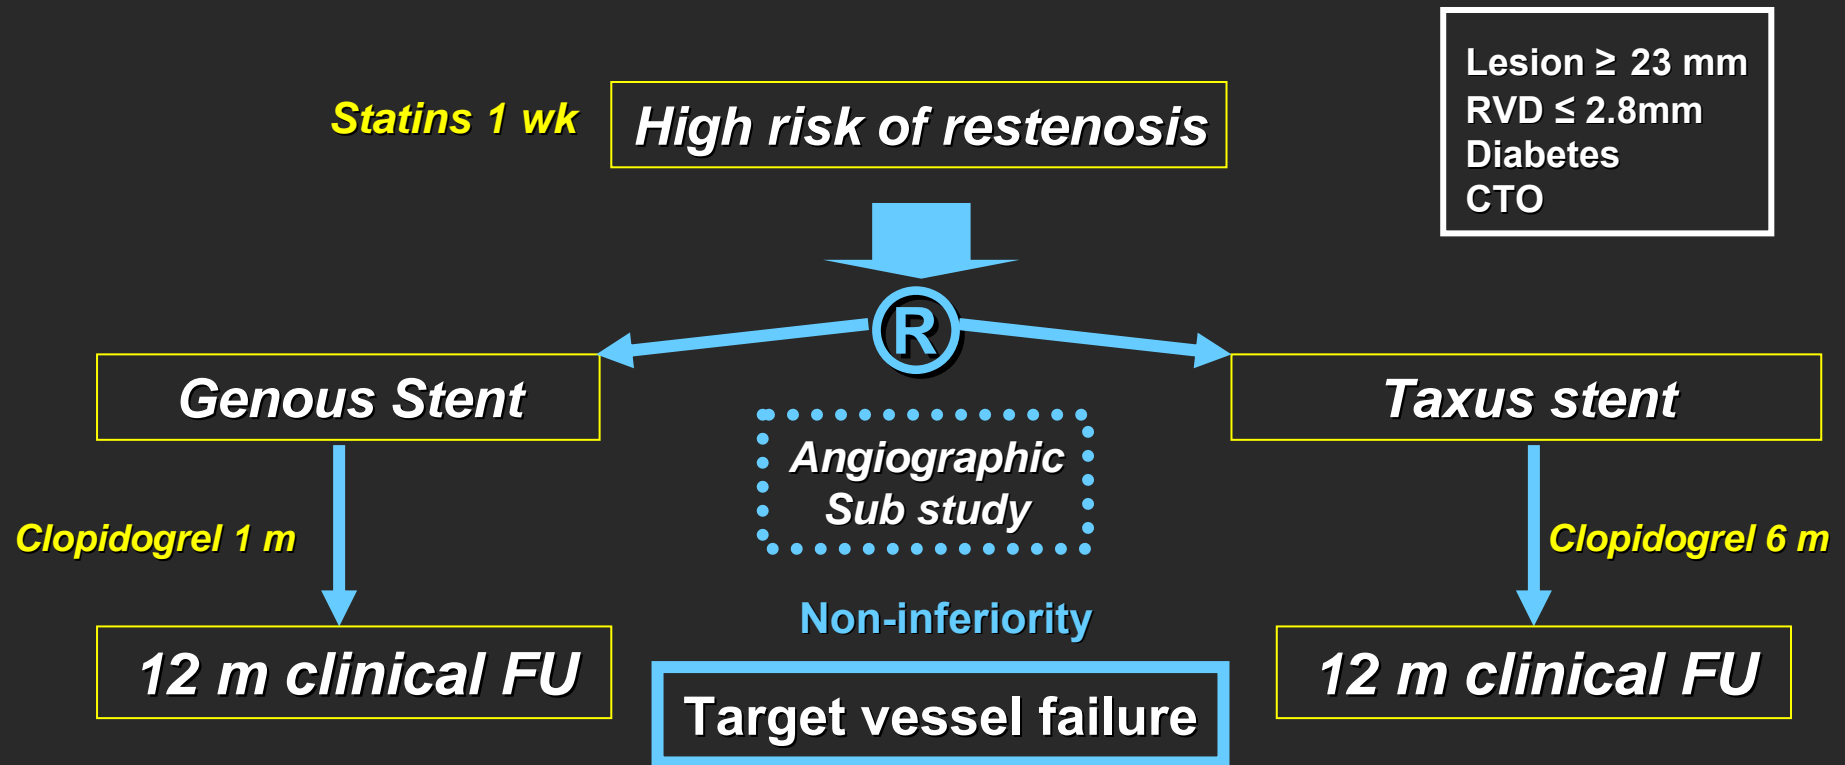 Statins 1 wk
High risk of restenosis
Lesion ≥ 23 mm
RVD ≤ 2.8mm
Diabetes
CTO
R
Genous Stent
Taxus stent
Angiographic
Sub study
Clopidogrel 1 m
Clopidogrel 6 m
Non-inferiority
12 m clinical FU
12 m clinical FU
Target vessel failure